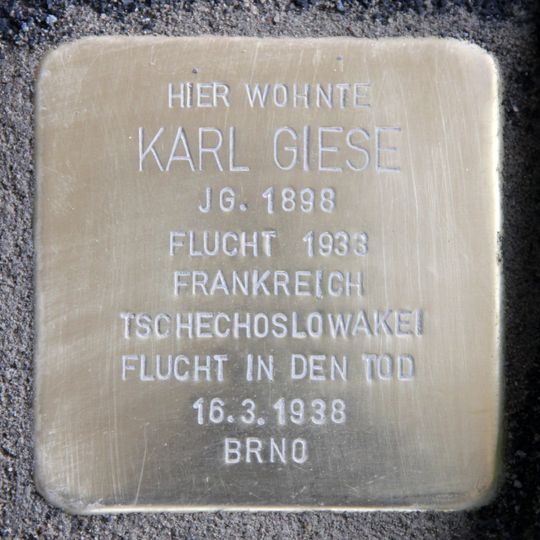 HIER WOHNTE
KARL GIESE
JG. 1898
FLUCHT 1933
FRANKREICH
TSCHECHOSLOWAKEI
FLUCHT IN DEN TOD
16.3.1938
BRNO